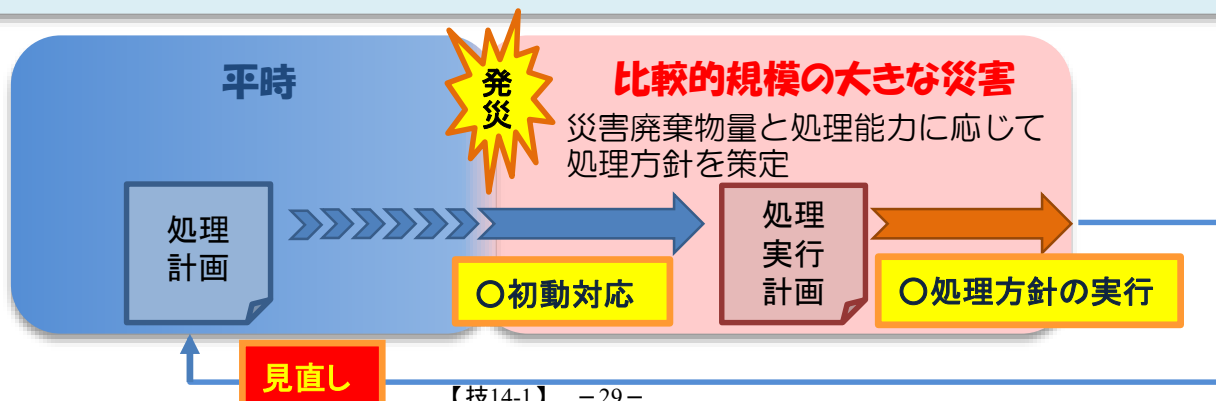 平時
発
災
比較的規模の大きな災害
災害廃棄物量と処理能力に応じて
処理方針を策定
処理
計画
処理
実行
計画
〇初動対応
〇処理方針の実行
見直し
【技14-1】 －29－